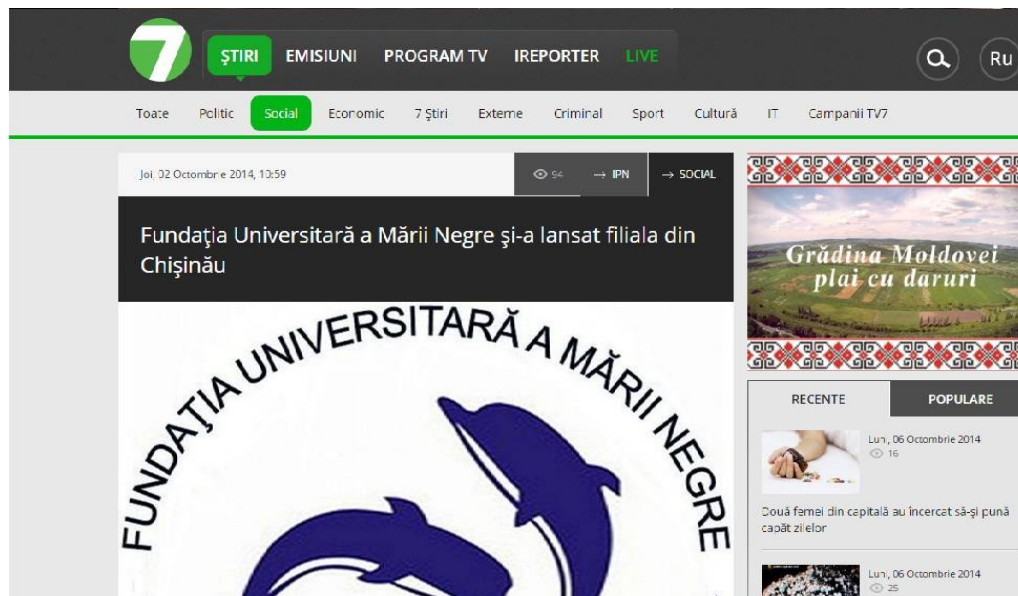 7
ŞTIRI EMISIUNI PROGRAM TV IREPORTER LIVE
Ru
Toate Politic Social Economic 7 Ştiri Externe Criminal Sport Cultură IT Campanii TV7
Joi, 02 Octombrie 2014, 10:59
94 → IPN → SOCIAL
Fundaţia Universitară a Mării Negre şi-a lansat filiala din
Chişinău
FUNDAŢIA UNIVERSITARĂ A MĂRII NEGRE
Grădina Moldovei
plai cu daruri
RECENTE POPULARE
Luni, 06 Octombrie 2014
16
Două femei din capitală au încercat să-şi pună
capăt zilelor
Luni, 06 Octombrie 2014
25